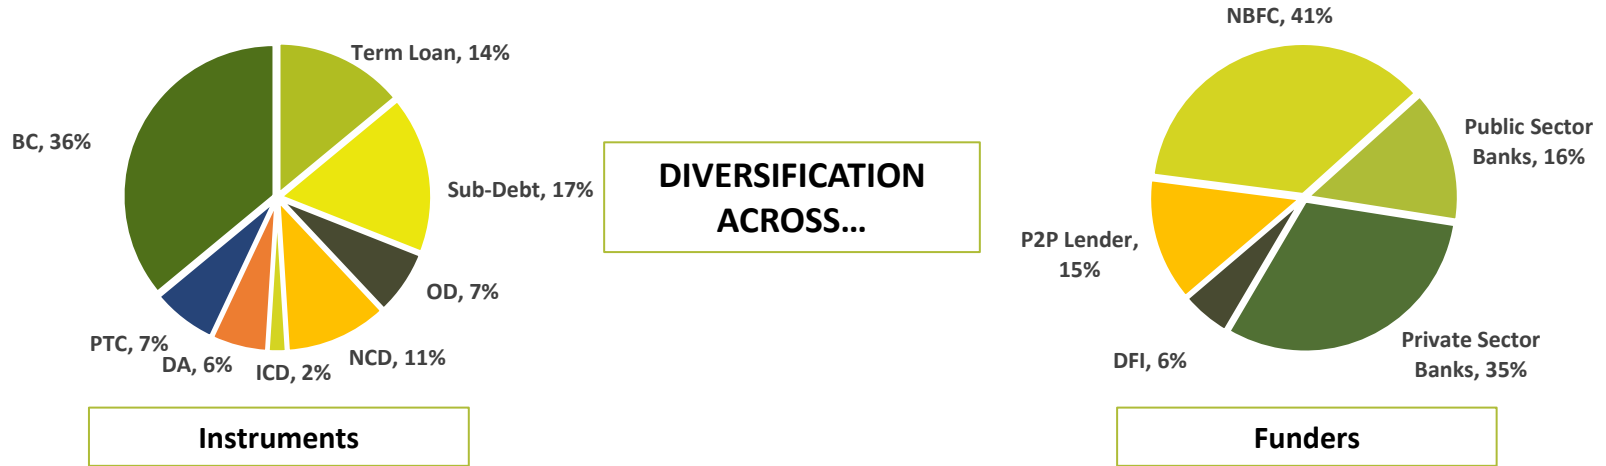 Term Loan, 14%
Sub-Debt, 17%
OD, 7%
NCD, 11%
ICD, 2%
DA, 6%
PTC, 7%
BC, 36%
Instruments
DIVERSIFICATION
ACROSS...
NBFC, 41%
Public Sector
Banks, 16%
Private Sector
Banks, 35%
DFI, 6%
P2P Lender,
15%
Funders